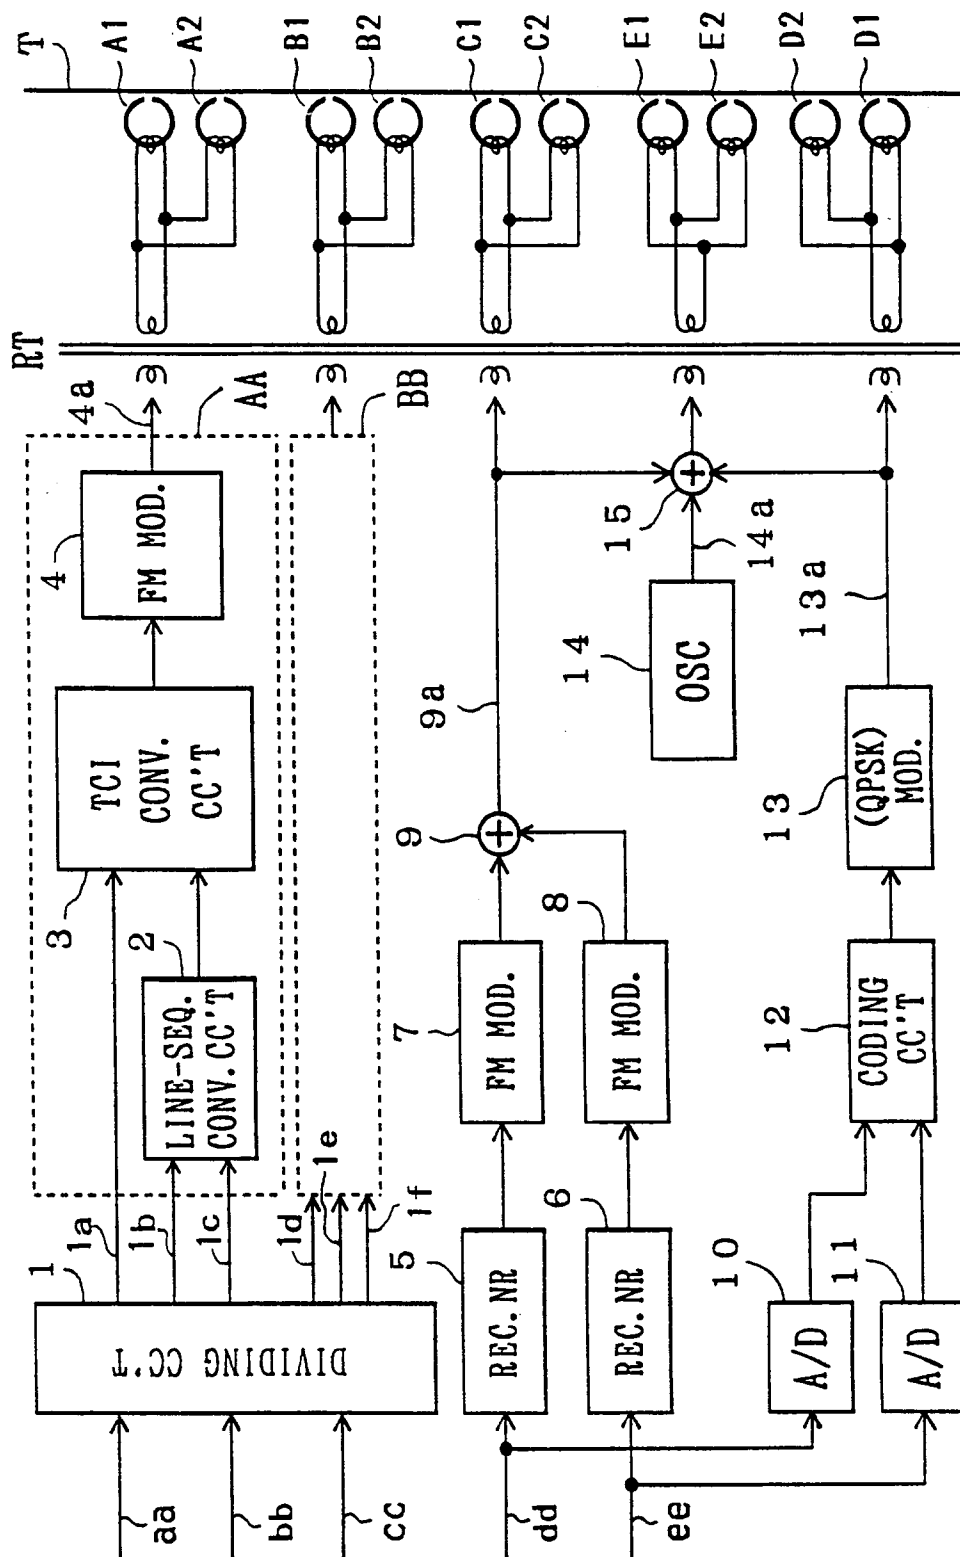 T
A1
A2
B1
B2
C1
C2
E1
E2
D2
D1
RT
4a
AA
BB
4
FM MOD.
3
TCI
CONV.
CC'T
2
LINE-SEQ.
CONV.CC'T
1a
1b
1c
1d
1e
1f
1
DIVIDING CC'T
aa
bb
cc
dd
ee
5
REC.NR
6
REC.NR
7
FM MOD.
8
FM MOD.
9
9a
10
A/D
11
A/D
12
CODING
CC'T
13
(QPSK)
MOD.
13a
14
OSC
14a
15